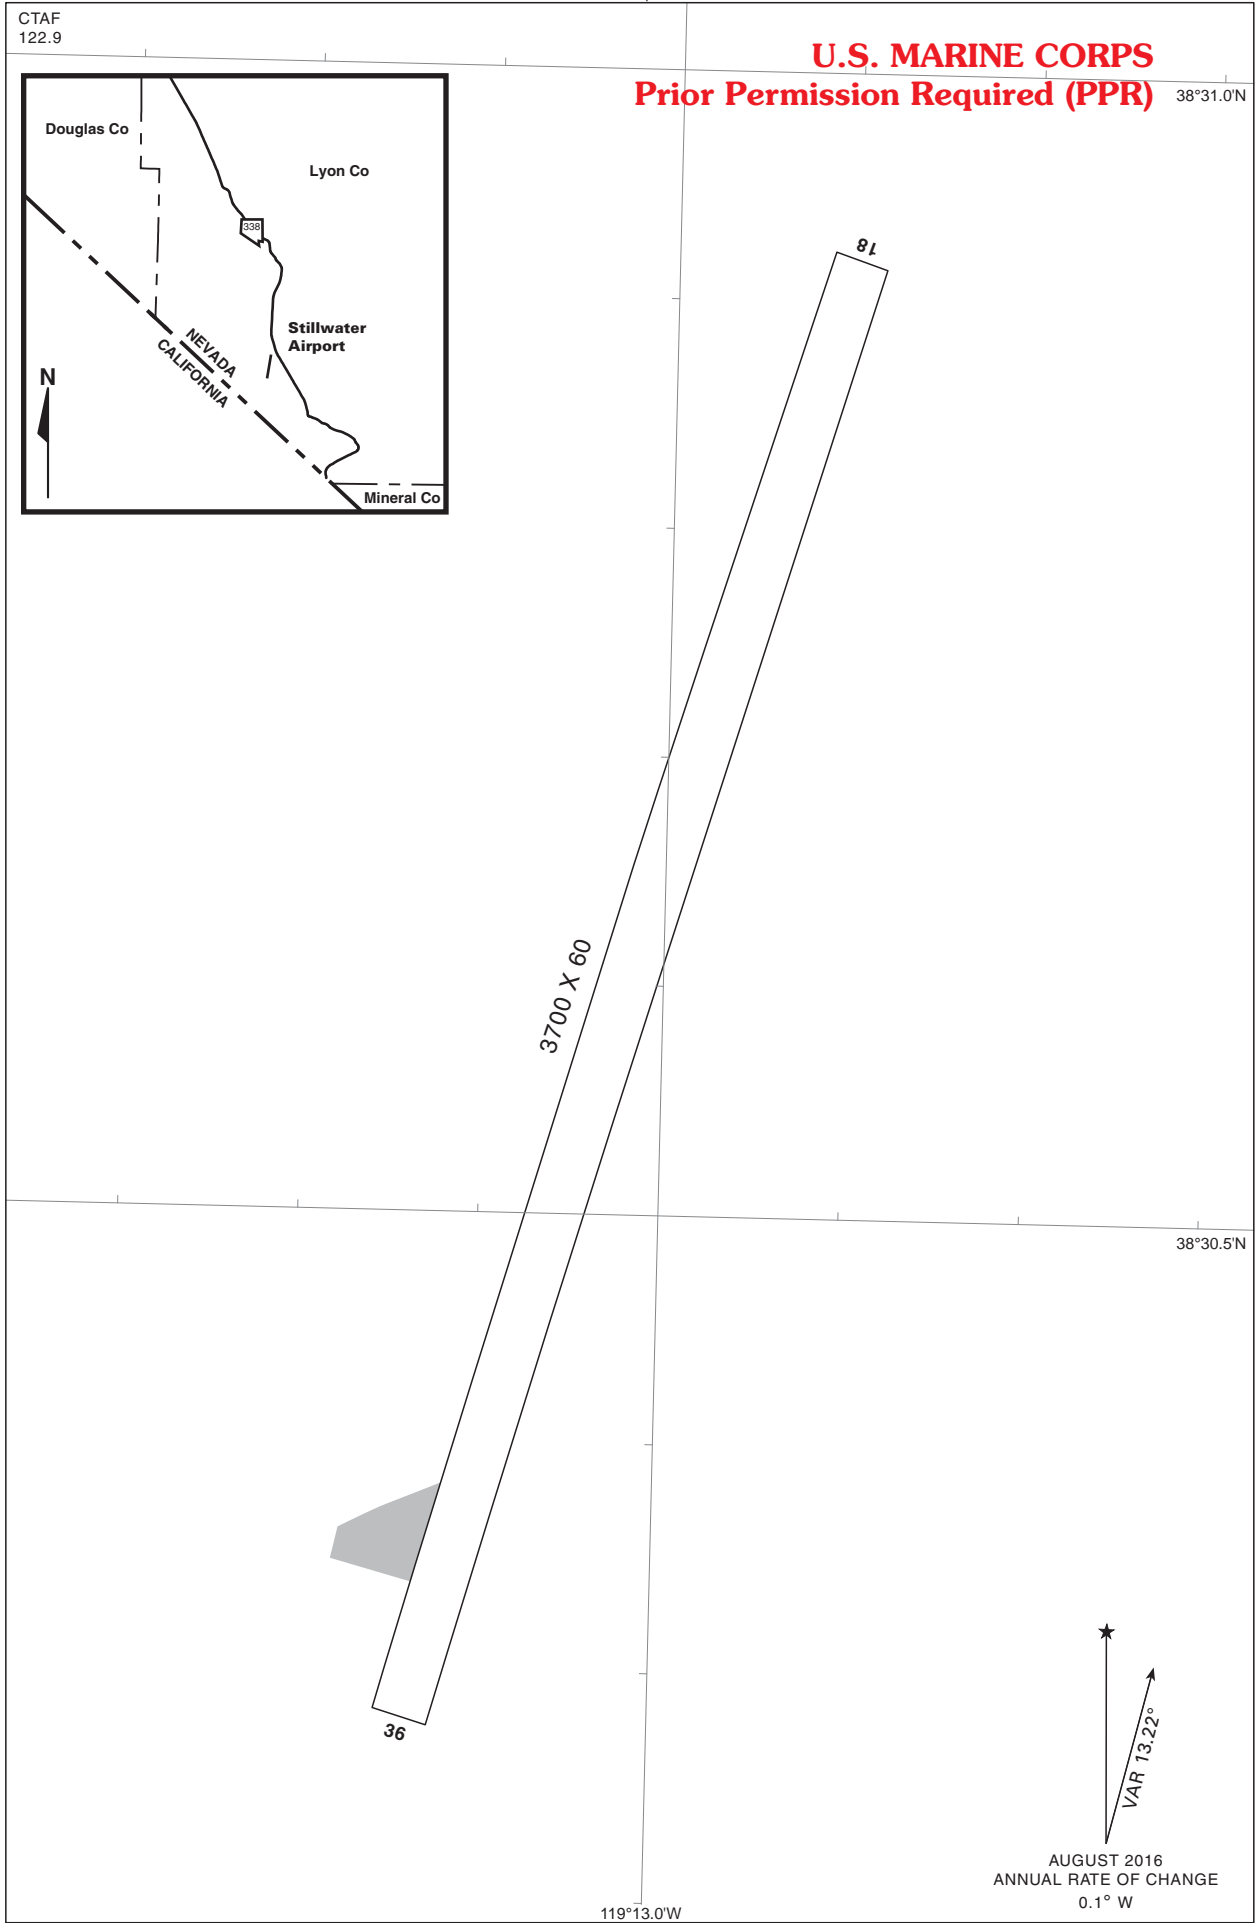 CTAF
122.9
U.S. MARINE CORPS
Prior Permission Required (PPR)
38°31.0'N
Douglas Co
Lyon Co
338
Stillwater
Airport
NEVADA
CALIFORNIA
N
Mineral Co
18
3700 X 60
38°30.5'N
36
VAR 13.22°
AUGUST 2016
ANNUAL RATE OF CHANGE
0.1° W
119°13.0'W